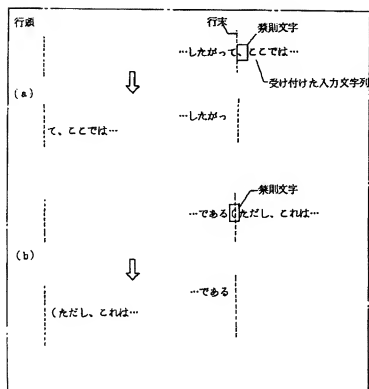 行頭 行末 禁則文字
…したがって、ここでは…
受け付けた入力文字列
(a)
…したがっ
て、ここでは…
禁則文字
…である(ただし、これは…
(b)
…である
(ただし、これは…